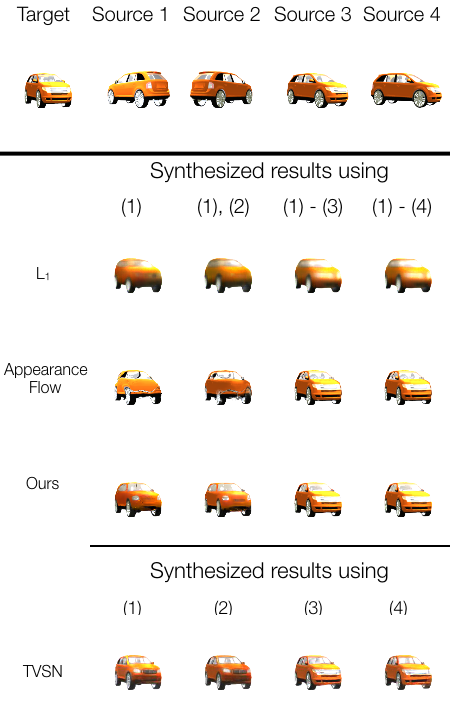 Target Source 1 Source 2 Source 3 Source 4
Synthesized results using
(1) (1), (2) (1) - (3) (1) - (4)
L₁
Appearance
Flow
Ours
Synthesized results using
(1) (2) (3) (4)
TVSN